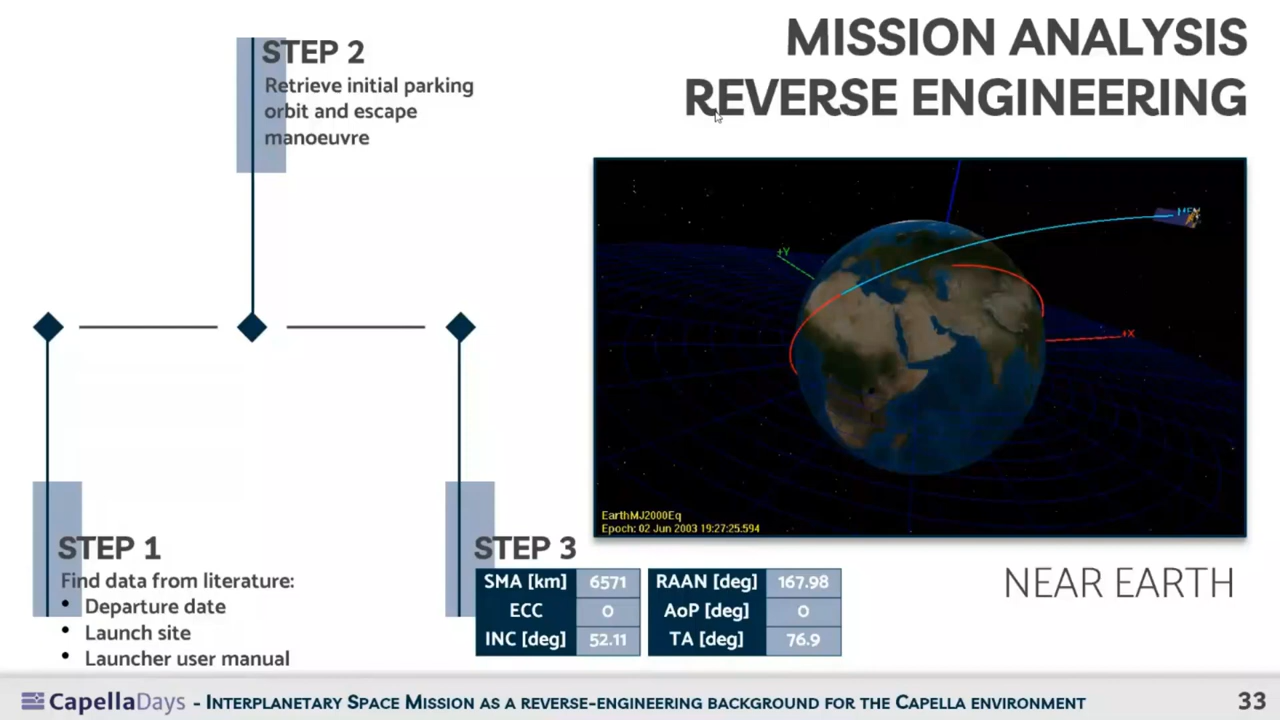 MISSION ANALYSIS
REVERSE ENGINEERING
STEP 2
Retrieve initial parking
orbit and escape
manoeuvre
STEP 1
Find data from literature:
• Departure date
• Launch site
• Launcher user manual
STEP 3
SMA [km] 6571 RAAN [deg] 167.98
ECC 0 AoP [deg] 0
INC [deg] 52.11 TA [deg] 76.9
+Y
MEX
+X
EarthMJ2000Eq
Epoch: 02 Jun 2003 19:27:25.594
NEAR EARTH
CapellaDays - INTERPLANETARY SPACE MISSION AS A REVERSE-ENGINEERING BACKGROUND FOR THE CAPELLA ENVIRONMENT 33